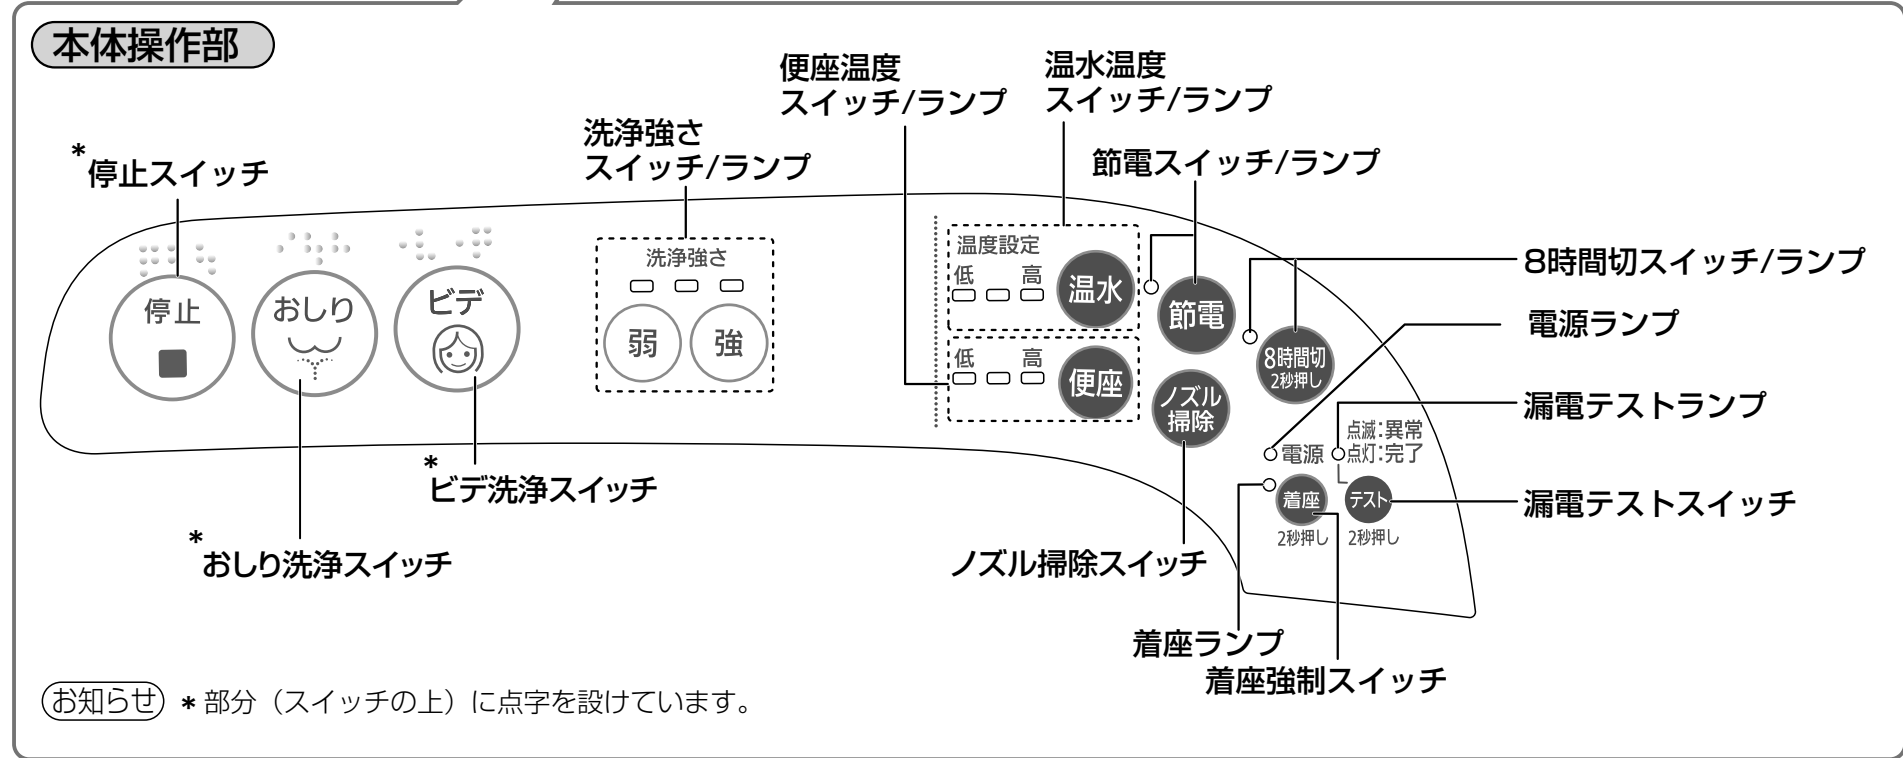 本体操作部
便座温度
スイッチ/ランプ
温水温度
スイッチ/ランプ
洗浄強さ
スイッチ/ランプ
節電スイッチ/ランプ
*停止スイッチ
8時間切スイッチ/ランプ
電源ランプ
漏電テストランプ
漏電テストスイッチ
停止
おしり
ビデ
洗浄強さ
弱
強
温度設定
低 高
温水
節電
低 高
便座
ノズル
掃除
8時間切
2秒押し
電源
点滅:異常
点灯:完了
着座
テスト
2秒押し
2秒押し
*ビデ洗浄スイッチ
*おしり洗浄スイッチ
ノズル掃除スイッチ
着座ランプ
着座強制スイッチ
お知らせ *部分（スイッチの上）に点字を設けています。